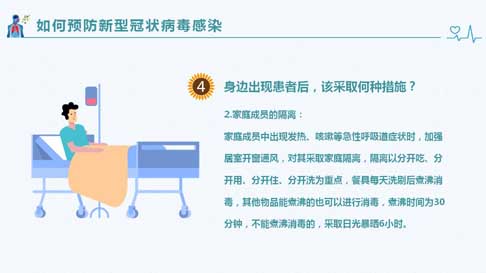 如何预防新型冠状病毒感染
4
身边出现患者后，该采取何种措施？
2.家庭成员的隔离：
家庭成员中出现发热、咳嗽等急性呼吸道症状时，加强
居室开窗通风，对其采取家庭隔离，隔离以分开吃、分
开用、分开住、分开洗为重点，餐具每天洗刷后煮沸消
毒，其他物品能煮沸的也可以进行消毒，煮沸时间为30
分钟，不能煮沸消毒的，采取日光暴晒6小时。